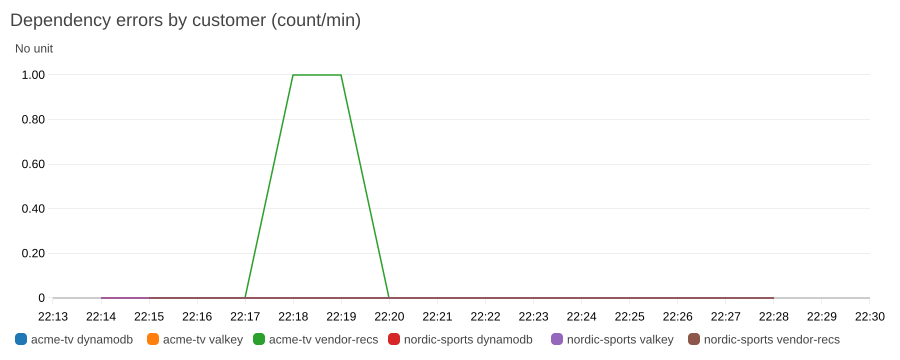 Dependency errors by customer (count/min)
No unit
1.00
0.80
0.60
0.40
0.20
0
22:13 22:14 22:15 22:16 22:17 22:18 22:19 22:20 22:21 22:22 22:23 22:24 22:25 22:26 22:27 22:28 22:29 22:30
acme-tv dynamodb acme-tv valkey acme-tv vendor-recs nordic-sports dynamodb nordic-sports valkey nordic-sports vendor-recs